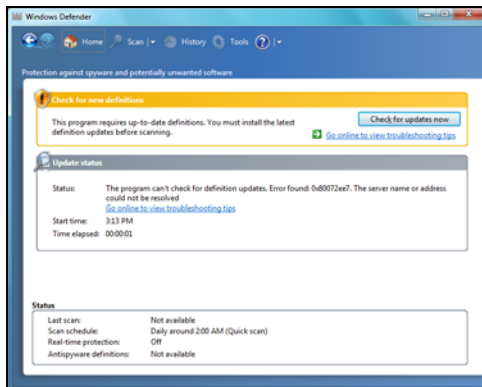 Windows Defender
Home Scan History Tools
Protection against spyware and potentially unwanted software
Check for new definitions
This program requires up-to-date definitions. You must install the latest
definition updates before scanning.
Check for updates now
Go online to view troubleshooting tips
Update status
Status: The program can't check for definition updates. Error found: 0x80072ee7. The server name or address
could not be resolved
Go online to view troubleshooting tips
Start time: 3:13 PM
Time elapsed: 00:00:01
Status
Last scan: Not available
Scan schedule: Daily around 2:00 AM (Quick scan)
Real-time protection: Off
Antispyware definitions: Not available